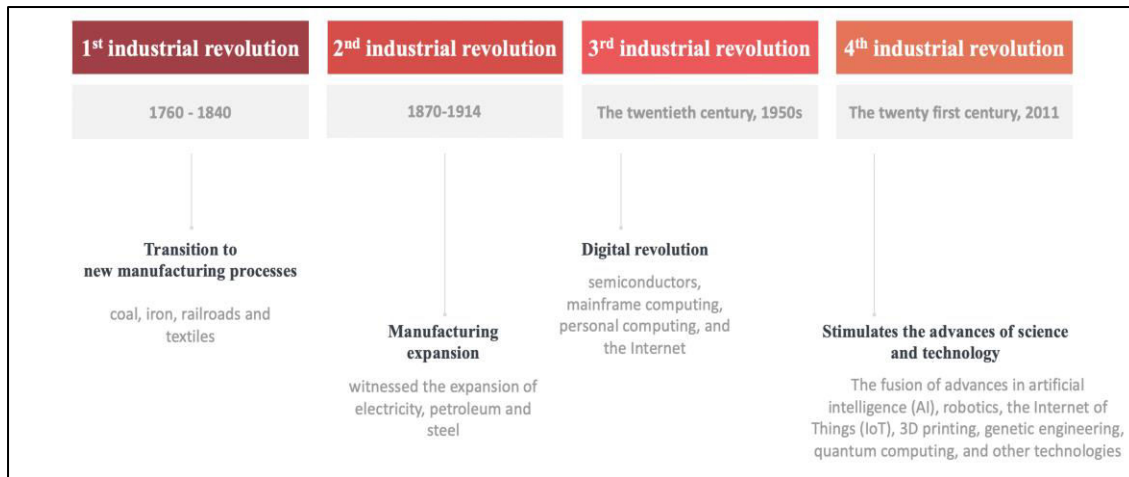 1st industrial revolution
1760 - 1840
Transition to
new manufacturing processes
coal, iron, railroads and
textiles
2nd industrial revolution
1870-1914
Manufacturing
expansion
witnessed the expansion of
electricity, petroleum and
steel
3rd industrial revolution
The twentieth century, 1950s
Digital revolution
semiconductors,
mainframe computing,
personal computing, and
the Internet
4th industrial revolution
The twenty first century, 2011
Stimulates the advances of science
and technology
The fusion of advances in artificial
intelligence (AI), robotics, the Internet of
Things (IoT), 3D printing, genetic engineering,
quantum computing, and other technologies